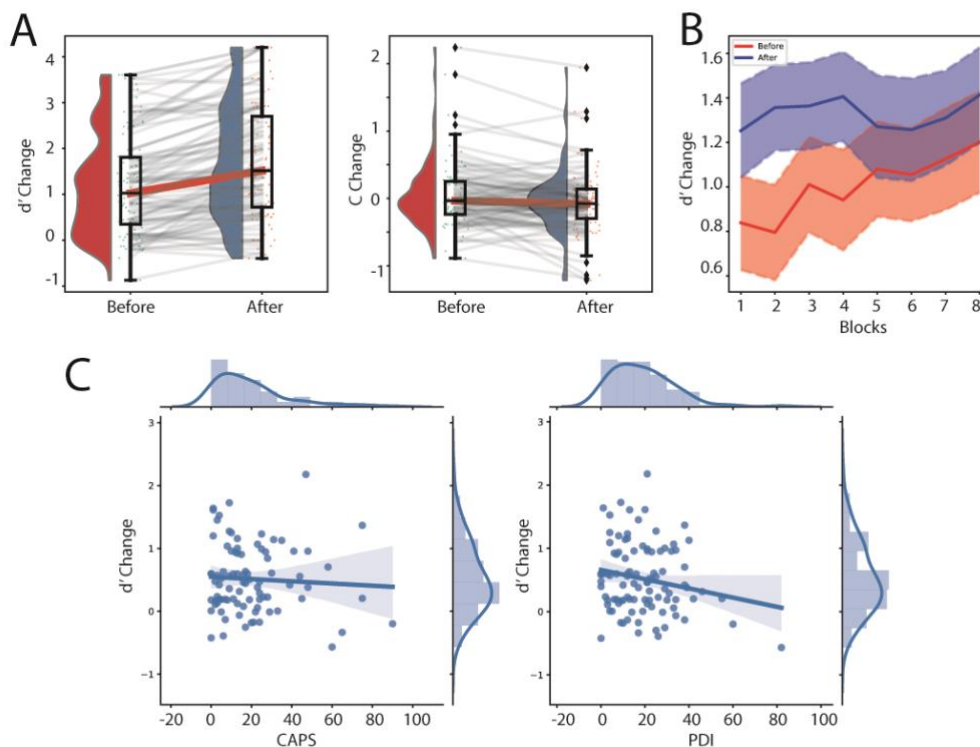 A
d' Change
4
3
2
1
0
-1
Before
After
C Change
2
1
0
-1
Before
After
B
d' Change
1.6
1.4
1.2
1.0
0.8
0.6
Before
After
1 2 3 4 5 6 7 8
Blocks
C
d' Change
3
2
1
0
-1
-20 0 20 40 60 80 100
CAPS
d' Change
3
2
1
0
-1
-20 0 20 40 60 80 100
PDI